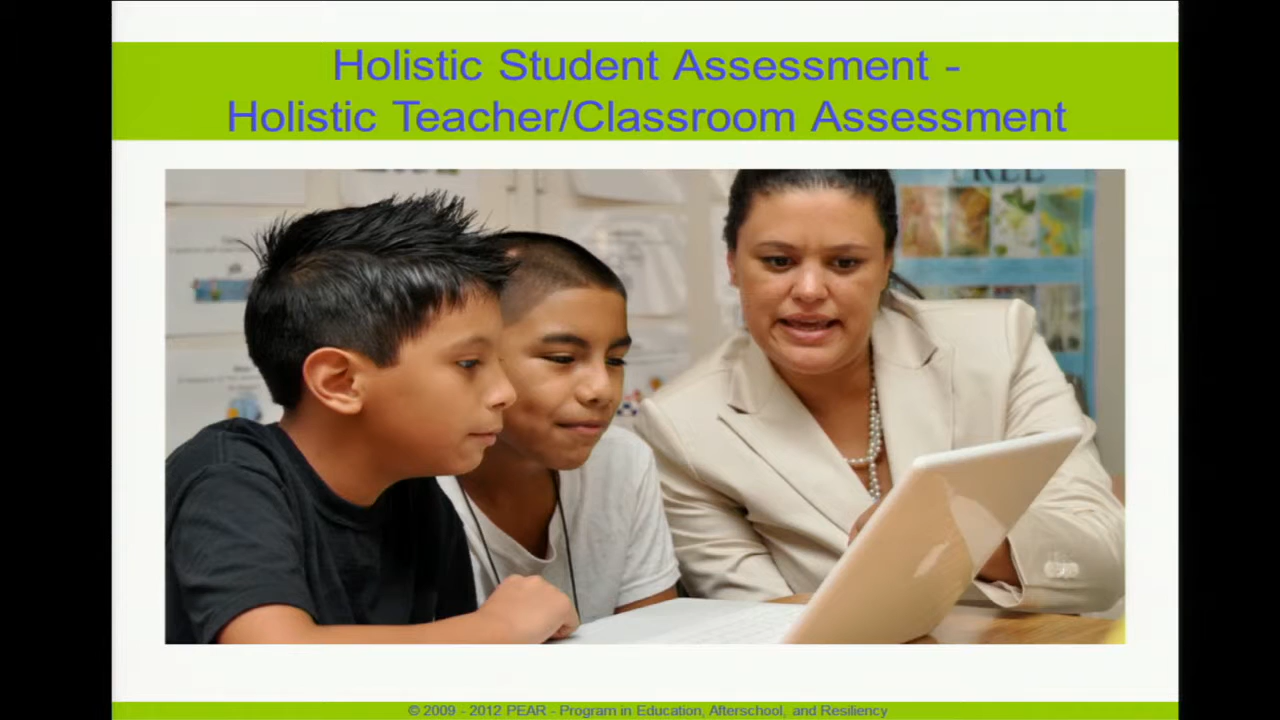 Holistic Student Assessment -
Holistic Teacher/Classroom Assessment
© 2009 - 2012 PEAR - Program in Education, Afterschool, and Resiliency